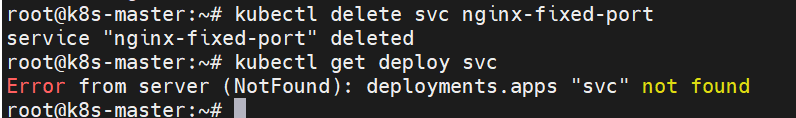 root@k8s-master:~# kubectl delete svc nginx-fixed-port
service "nginx-fixed-port" deleted
root@k8s-master:~# kubectl get deploy svc
Error from server (NotFound): deployments.apps "svc" not found
root@k8s-master:~#